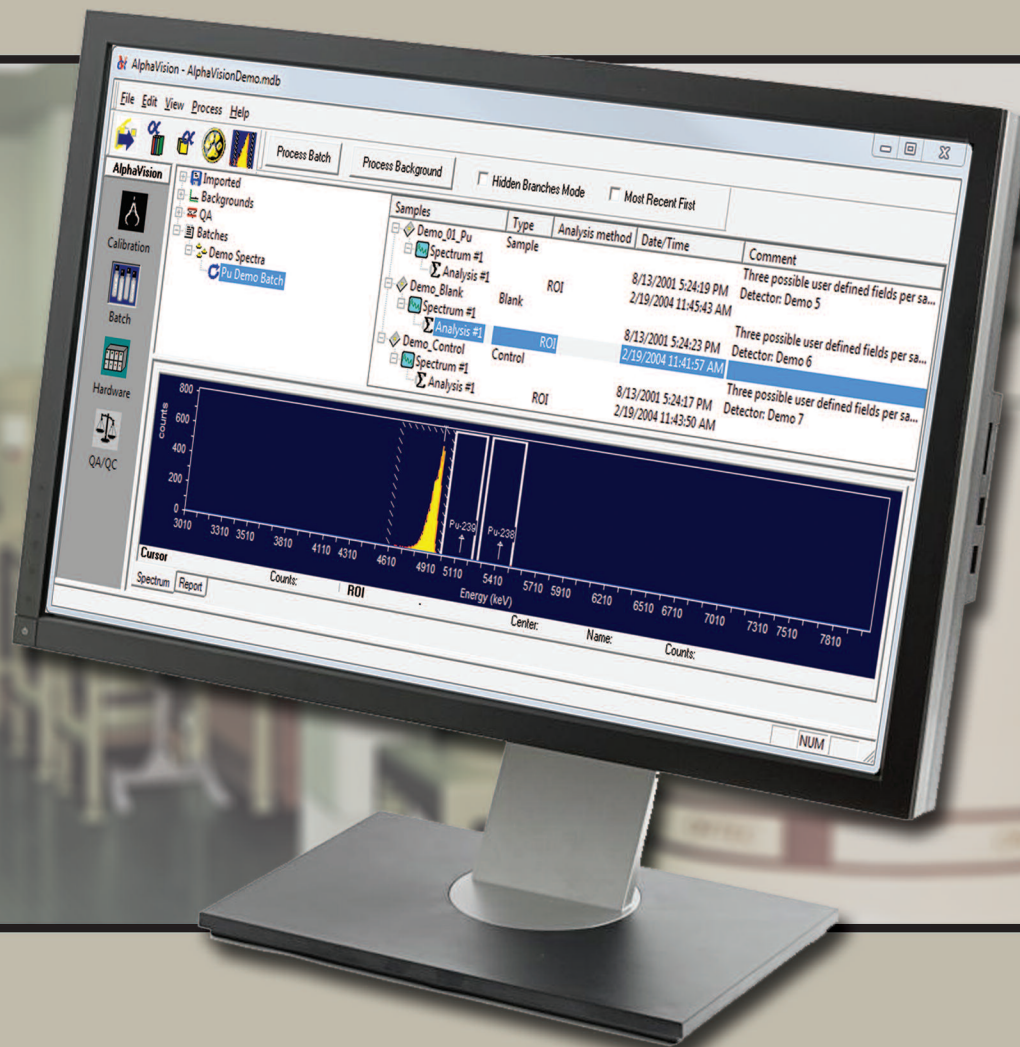 AlphaVision - AlphaVisionDemo.mdb
File Edit View Process Help
Process Batch Process Background Hidden Branches Mode Most Recent First
AlphaVision
Calibration
Batch
Hardware
QA/QC
Imported
Backgrounds
QA
Batches
Demo Spectra
Pu Demo Batch
Samples Type Analysis method Date/Time Comment
Demo_01_Pu Sample Three possible user defined fields per sa...
Spectrum #1 8/13/2001 5:24:19 PM Detector: Demo 5
Analysis #1 ROI 2/19/2004 11:45:43 AM
Demo_Blank Blank Three possible user defined fields per sa...
Spectrum #1 8/13/2001 5:24:23 PM Detector: Demo 6
Analysis #1 ROI 2/19/2004 11:41:57 AM
Demo_Control Control Three possible user defined fields per sa...
Spectrum #1 8/13/2001 5:24:17 PM Detector: Demo 7
Analysis #1 ROI 2/19/2004 11:43:50 AM
counts
800
600
400
200
0
Pu-239 Pu-238
3010 3310 3510 3810 4110 4310 4610 4910 5110 5410 5710 5910 6210 6510 6710 7010 7310 7510 7810
Energy (keV)
Cursor Counts: ROI Center: Name: Counts:
Spectrum Report
NUM